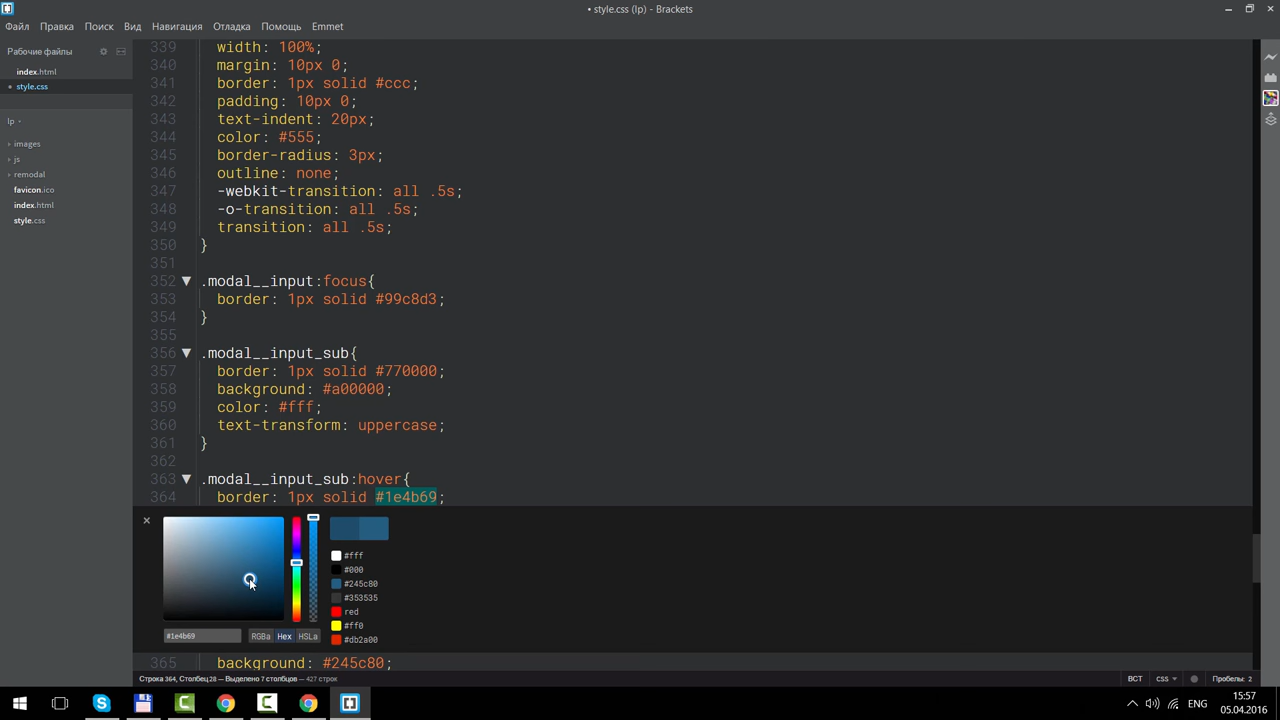 • style.css (lp) - Brackets
Файл Правка Поиск Вид Навигация Отладка Помощь Emmet
Рабочие файлы
index.html
• style.css
lp
images
js
remodal
favicon.ico
index.html
style.css
339 width: 100%;
340 margin: 10px 0;
341 border: 1px solid #ccc;
342 padding: 10px 0;
343 text-indent: 20px;
344 color: #555;
345 border-radius: 3px;
346 outline: none;
347 -webkit-transition: all .5s;
348 -o-transition: all .5s;
349 transition: all .5s;
350 }
351
352 .modal__input:focus{
353 border: 1px solid #99c8d3;
354 }
355
356 .modal__input_sub{
357 border: 1px solid #770000;
358 background: #a00000;
359 color: #fff;
360 text-transform: uppercase;
361 }
362
363 .modal__input_sub:hover{
364 border: 1px solid #1e4b69;
#fff
#000
#245c80
#353535
red
#ff0
#db2a00
#1e4b69 RGBa Hex HSLa
365 background: #245c80;
Строка 364, Столбец 28 — Выделено 7 столбцов — 427 строк
ВСТ CSS Пробелы: 2
ENG
15:57
05.04.2016